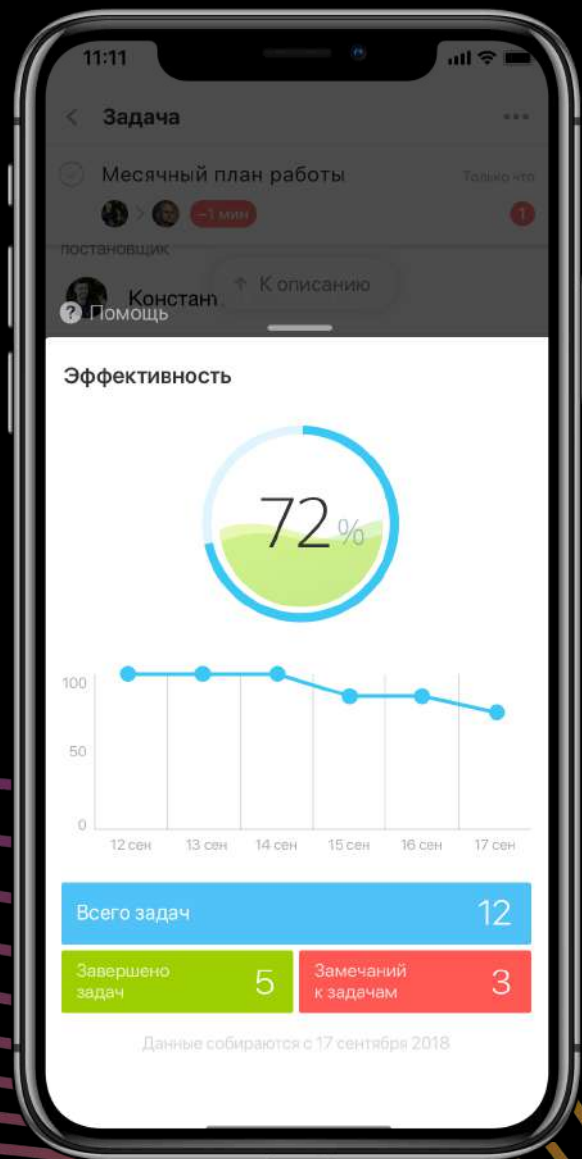 11:11
Задача
Месячный план работы
Только что
−1 мин
1
постановщик
Констан
К описанию
? Помощь
Эффективность
72 %
100
50
0
12 сен 13 сен 14 сен 15 сен 16 сен 17 сен
Всего задач 12
Завершено
задач
5
Замечаний
к задачам
3
Данные собираются с 17 сентября 2018